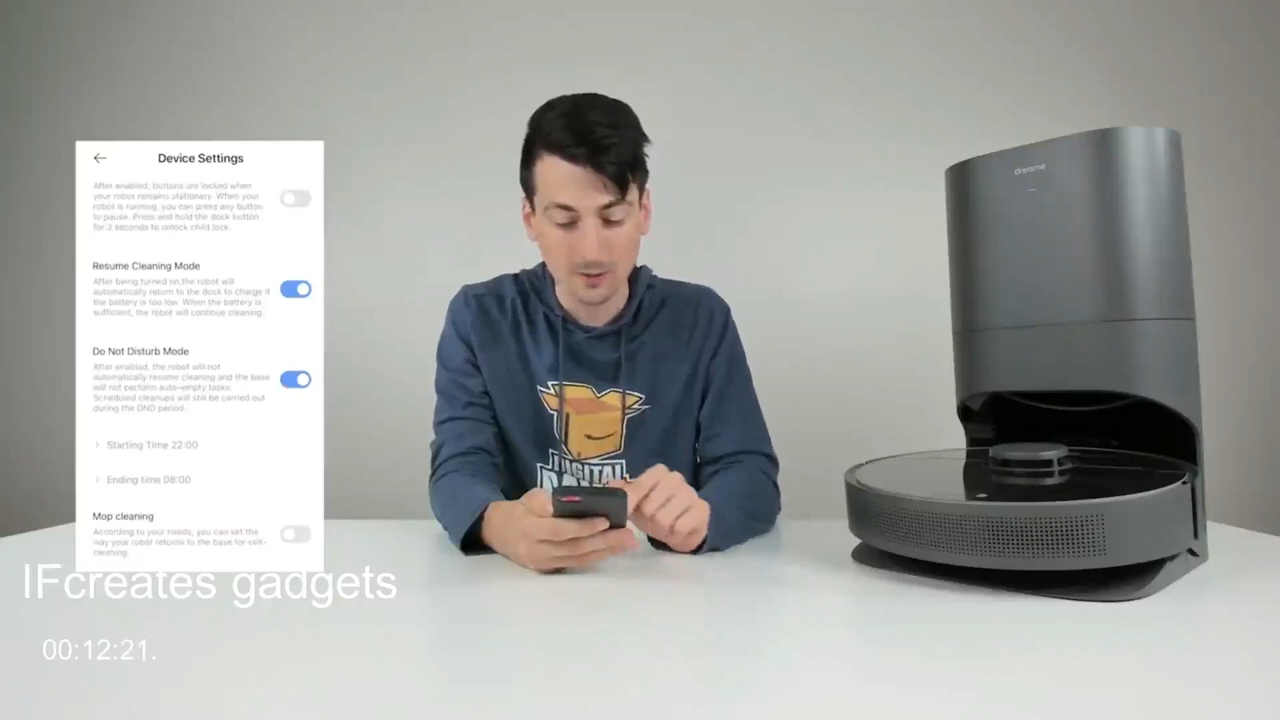 Device Settings
After enabled, buttons are locked when
your robot remains stationary. When your
robot is running, you can press any button
to pause. Press and hold the dock button
for 3 seconds to unlock child lock.
Resume Cleaning Mode
After being turned on,the robot will
automatically return to the dock to charge if
the battery is too low. When the battery is
sufficient, the robot will continue cleaning.
Do Not Disturb Mode
After enabled, the robot will not
automatically resume cleaning and the base
will not perform auto-empty tasks.
Scheduled cleanups will still be carried out
during the DND period.
Starting Time 22:00
Ending time 08:00
Mop cleaning
According to your needs, you can set the
way your robot returns to the base for self-
cleaning.
dreame
DIGITAL
IFcreates gadgets
00:12:21.